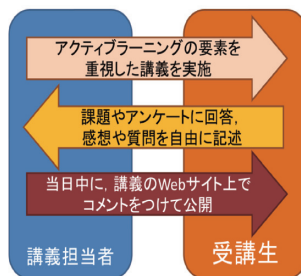 アクティブラーニングの要素を
重視した講義を実施
課題やアンケートに回答,
感想や質問を自由に記述
当日中に, 講義のWebサイト上で
コメントをつけて公開
講義担当者
受講生